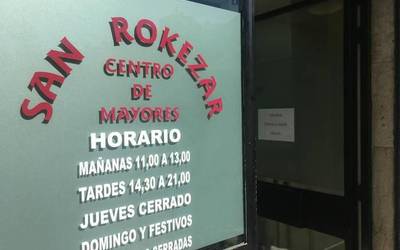 SAN ROKEZAR
CENTRO
DE
MAYORES
HORARIO
MAÑANAS 11,00 A 13,00
TARDES 14,30 A 21,00
JUEVES CERRADO
DOMINGO Y FESTIVOS
CERRADAS